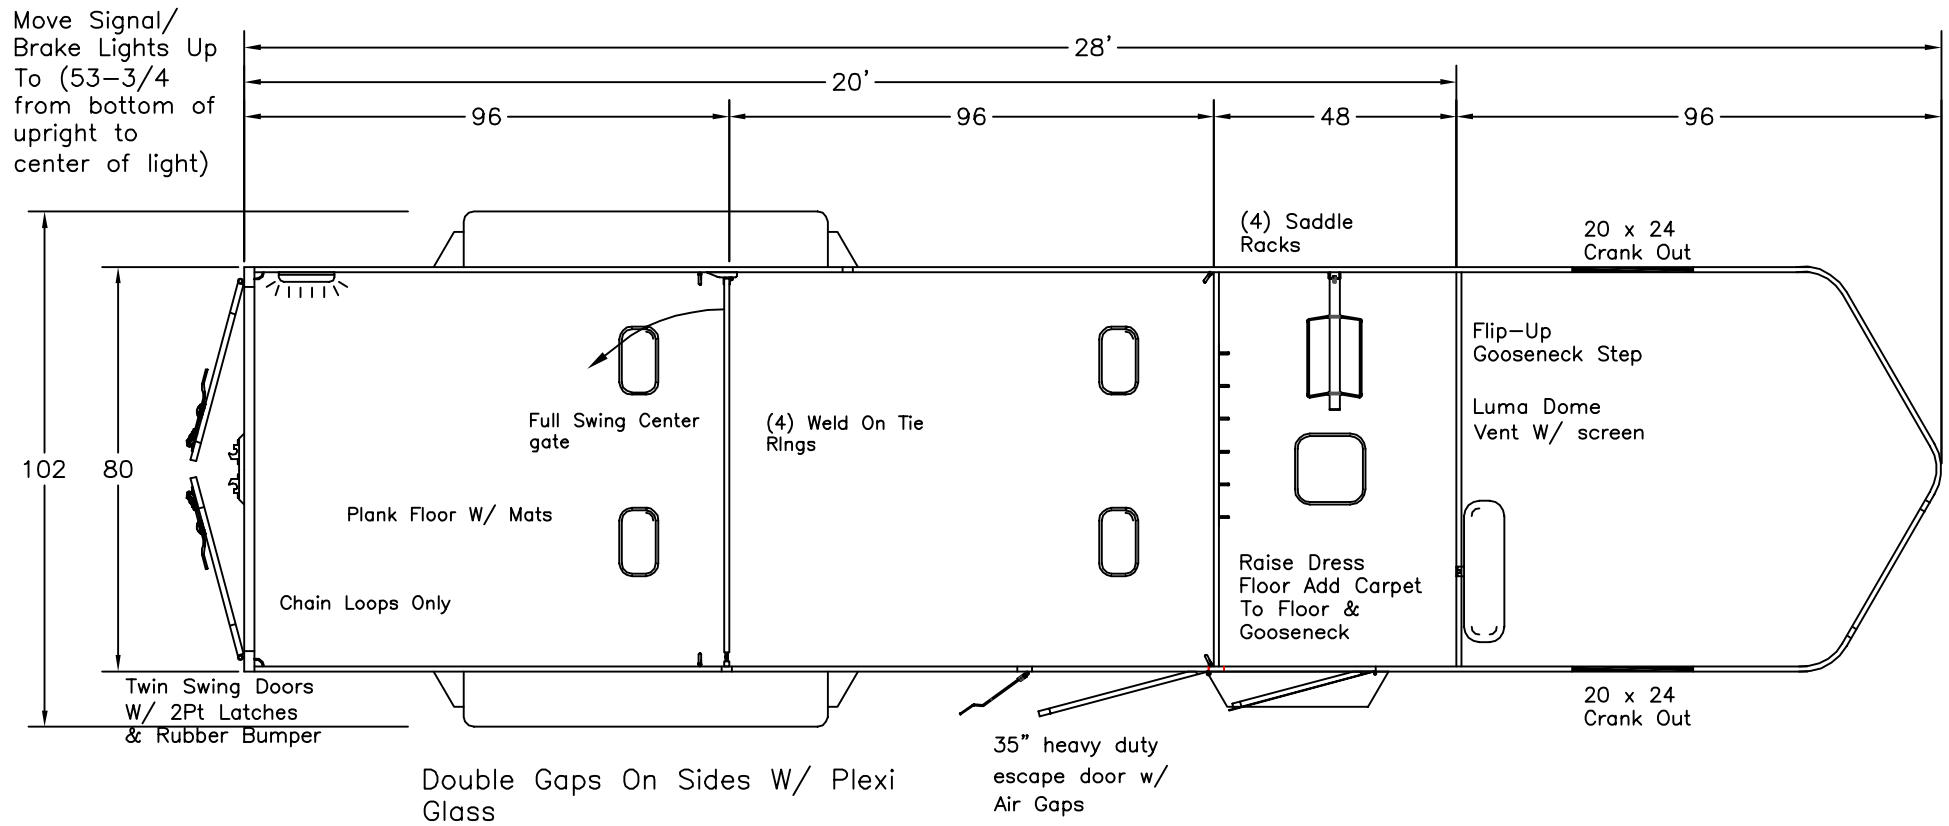 Move Signal/
Brake Lights Up
To (53-3/4
from bottom of
upright to
center of light)
28'
20'
96
96
48
96
(4) Saddle
Racks
20 x 24
Crank Out
Flip-Up
Gooseneck Step
Luma Dome
Vent W/ screen
Full Swing Center
gate
(4) Weld On Tie
RIngs
102
80
Plank Floor W/ Mats
Chain Loops Only
Raise Dress
Floor Add Carpet
To Floor &
Gooseneck
Twin Swing Doors
W/ 2Pt Latches
& Rubber Bumper
20 x 24
Crank Out
35" heavy duty
escape door w/
Air Gaps
Double Gaps On Sides W/ Plexi
Glass